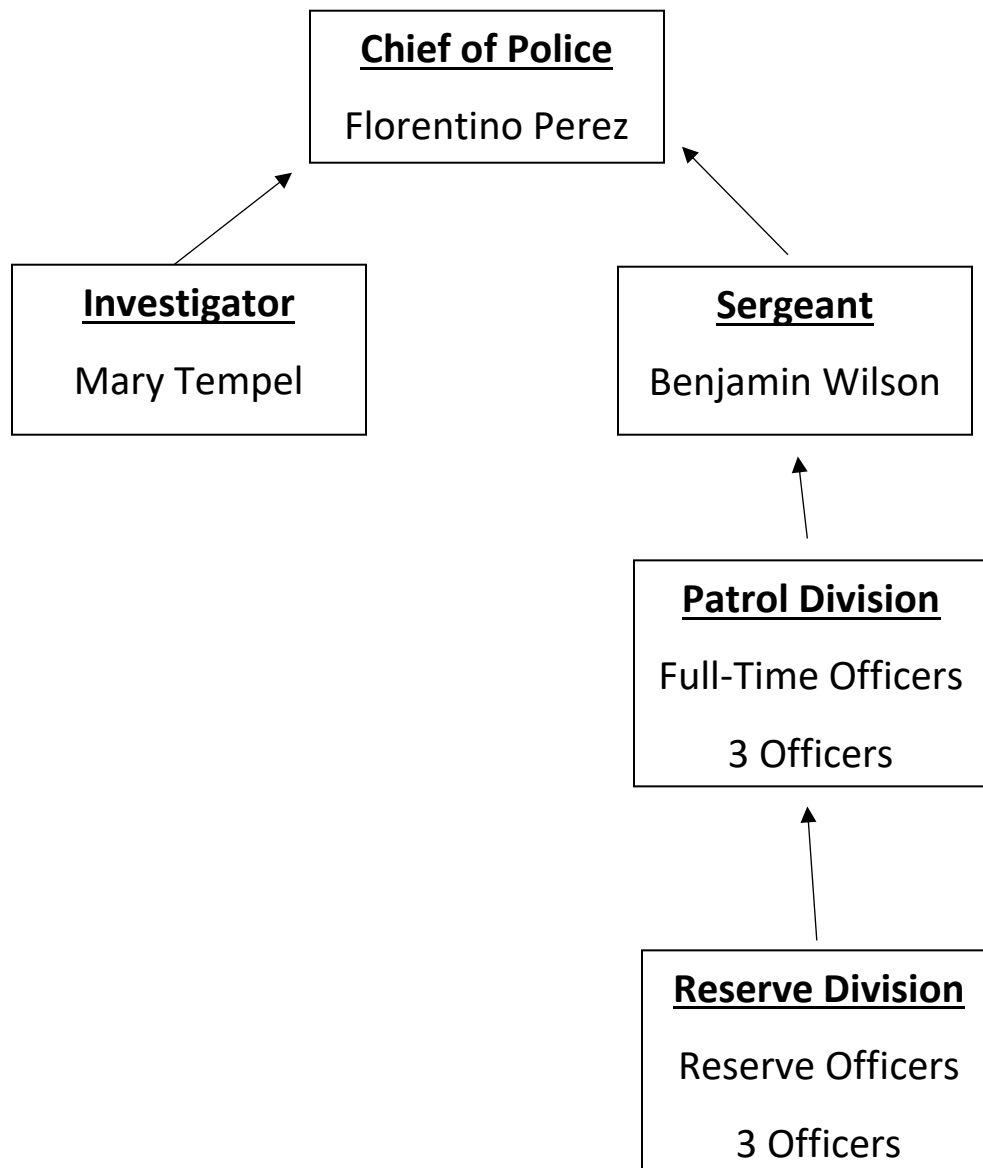 Chief of Police
Florentino Perez
Investigator
Mary Tempel
Sergeant
Benjamin Wilson
Patrol Division
Full-Time Officers
3 Officers
Reserve Division
Reserve Officers
3 Officers